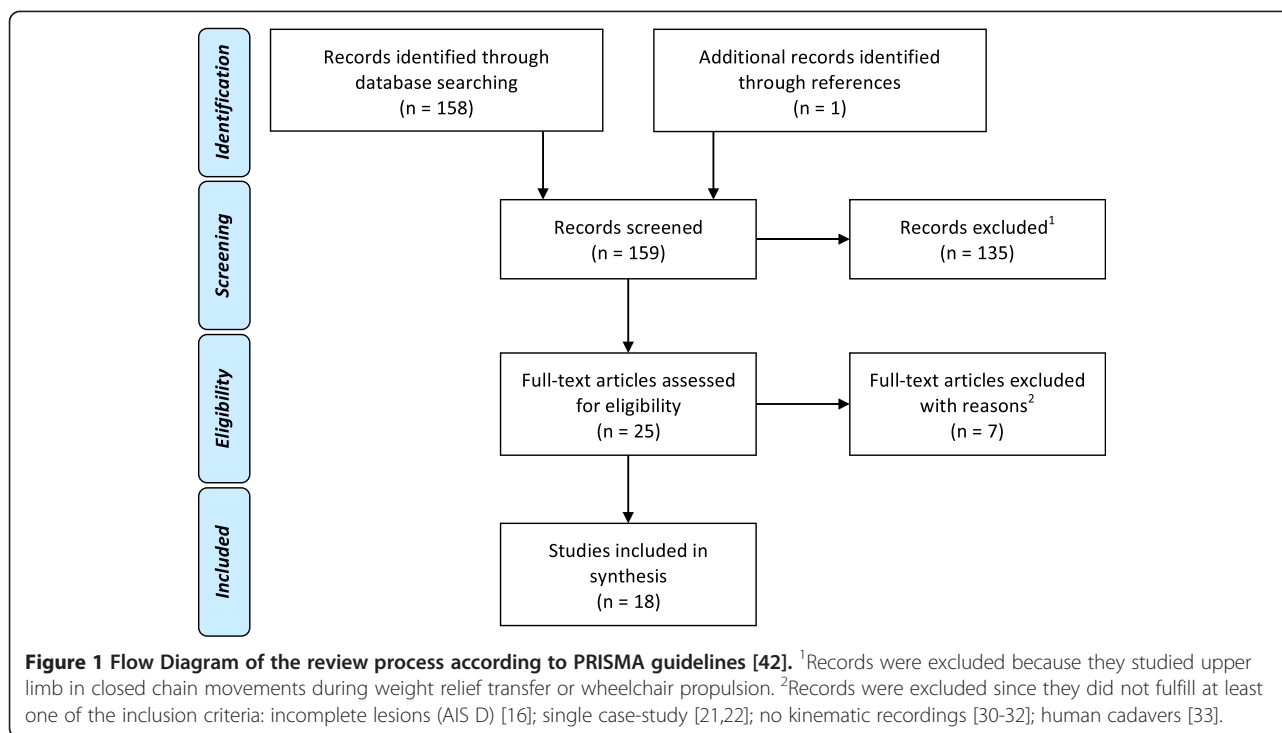 Identification
Records identified through
database searching
(n = 158)
Additional records identified
through references
(n = 1)
Screening
Records screened
(n = 159)
Records excluded1
(n = 135)
Eligibility
Full-text articles assessed
for eligibility
(n = 25)
Full-text articles excluded
with reasons2
(n = 7)
Included
Studies included in
synthesis
(n = 18)
Figure 1 Flow Diagram of the review process according to PRISMA guidelines [42]. 1Records were excluded because they studied upper
limb in closed chain movements during weight relief transfer or wheelchair propulsion. 2Records were excluded since they did not fulfill at least
one of the inclusion criteria: incomplete lesions (AIS D) [16]; single case-study [21,22]; no kinematic recordings [30-32]; human cadavers [33].